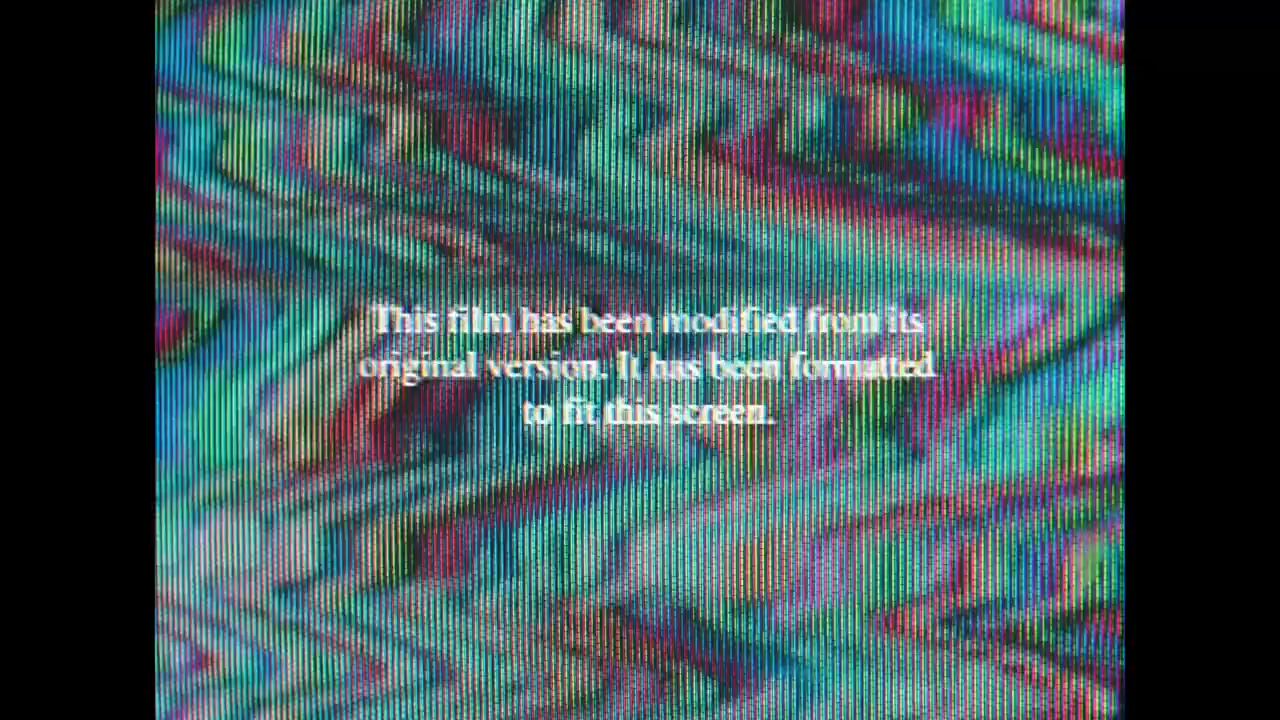 This film has been modified from its
original version. It has been formatted
to fit this screen.